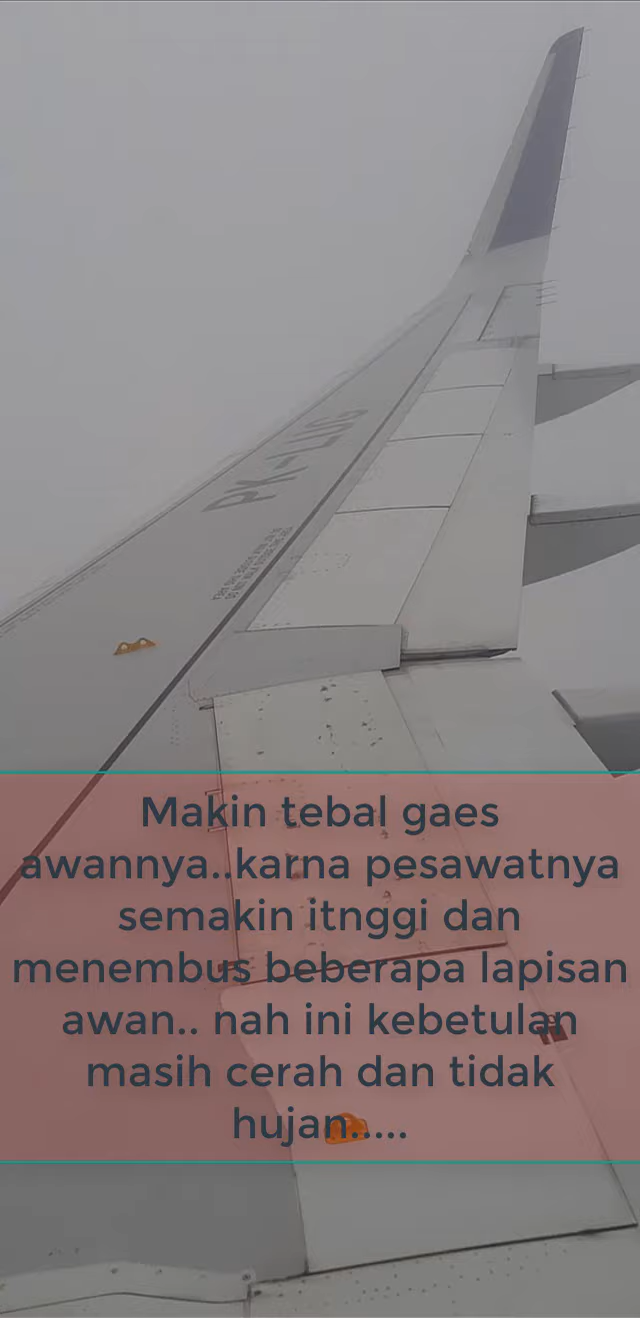 PK-LUG
Makin tebal gaes
awannya..karna pesawatnya
semakin itnggi dan
menembus beberapa lapisan
awan.. nah ini kebetulan
masih cerah dan tidak
hujan.....